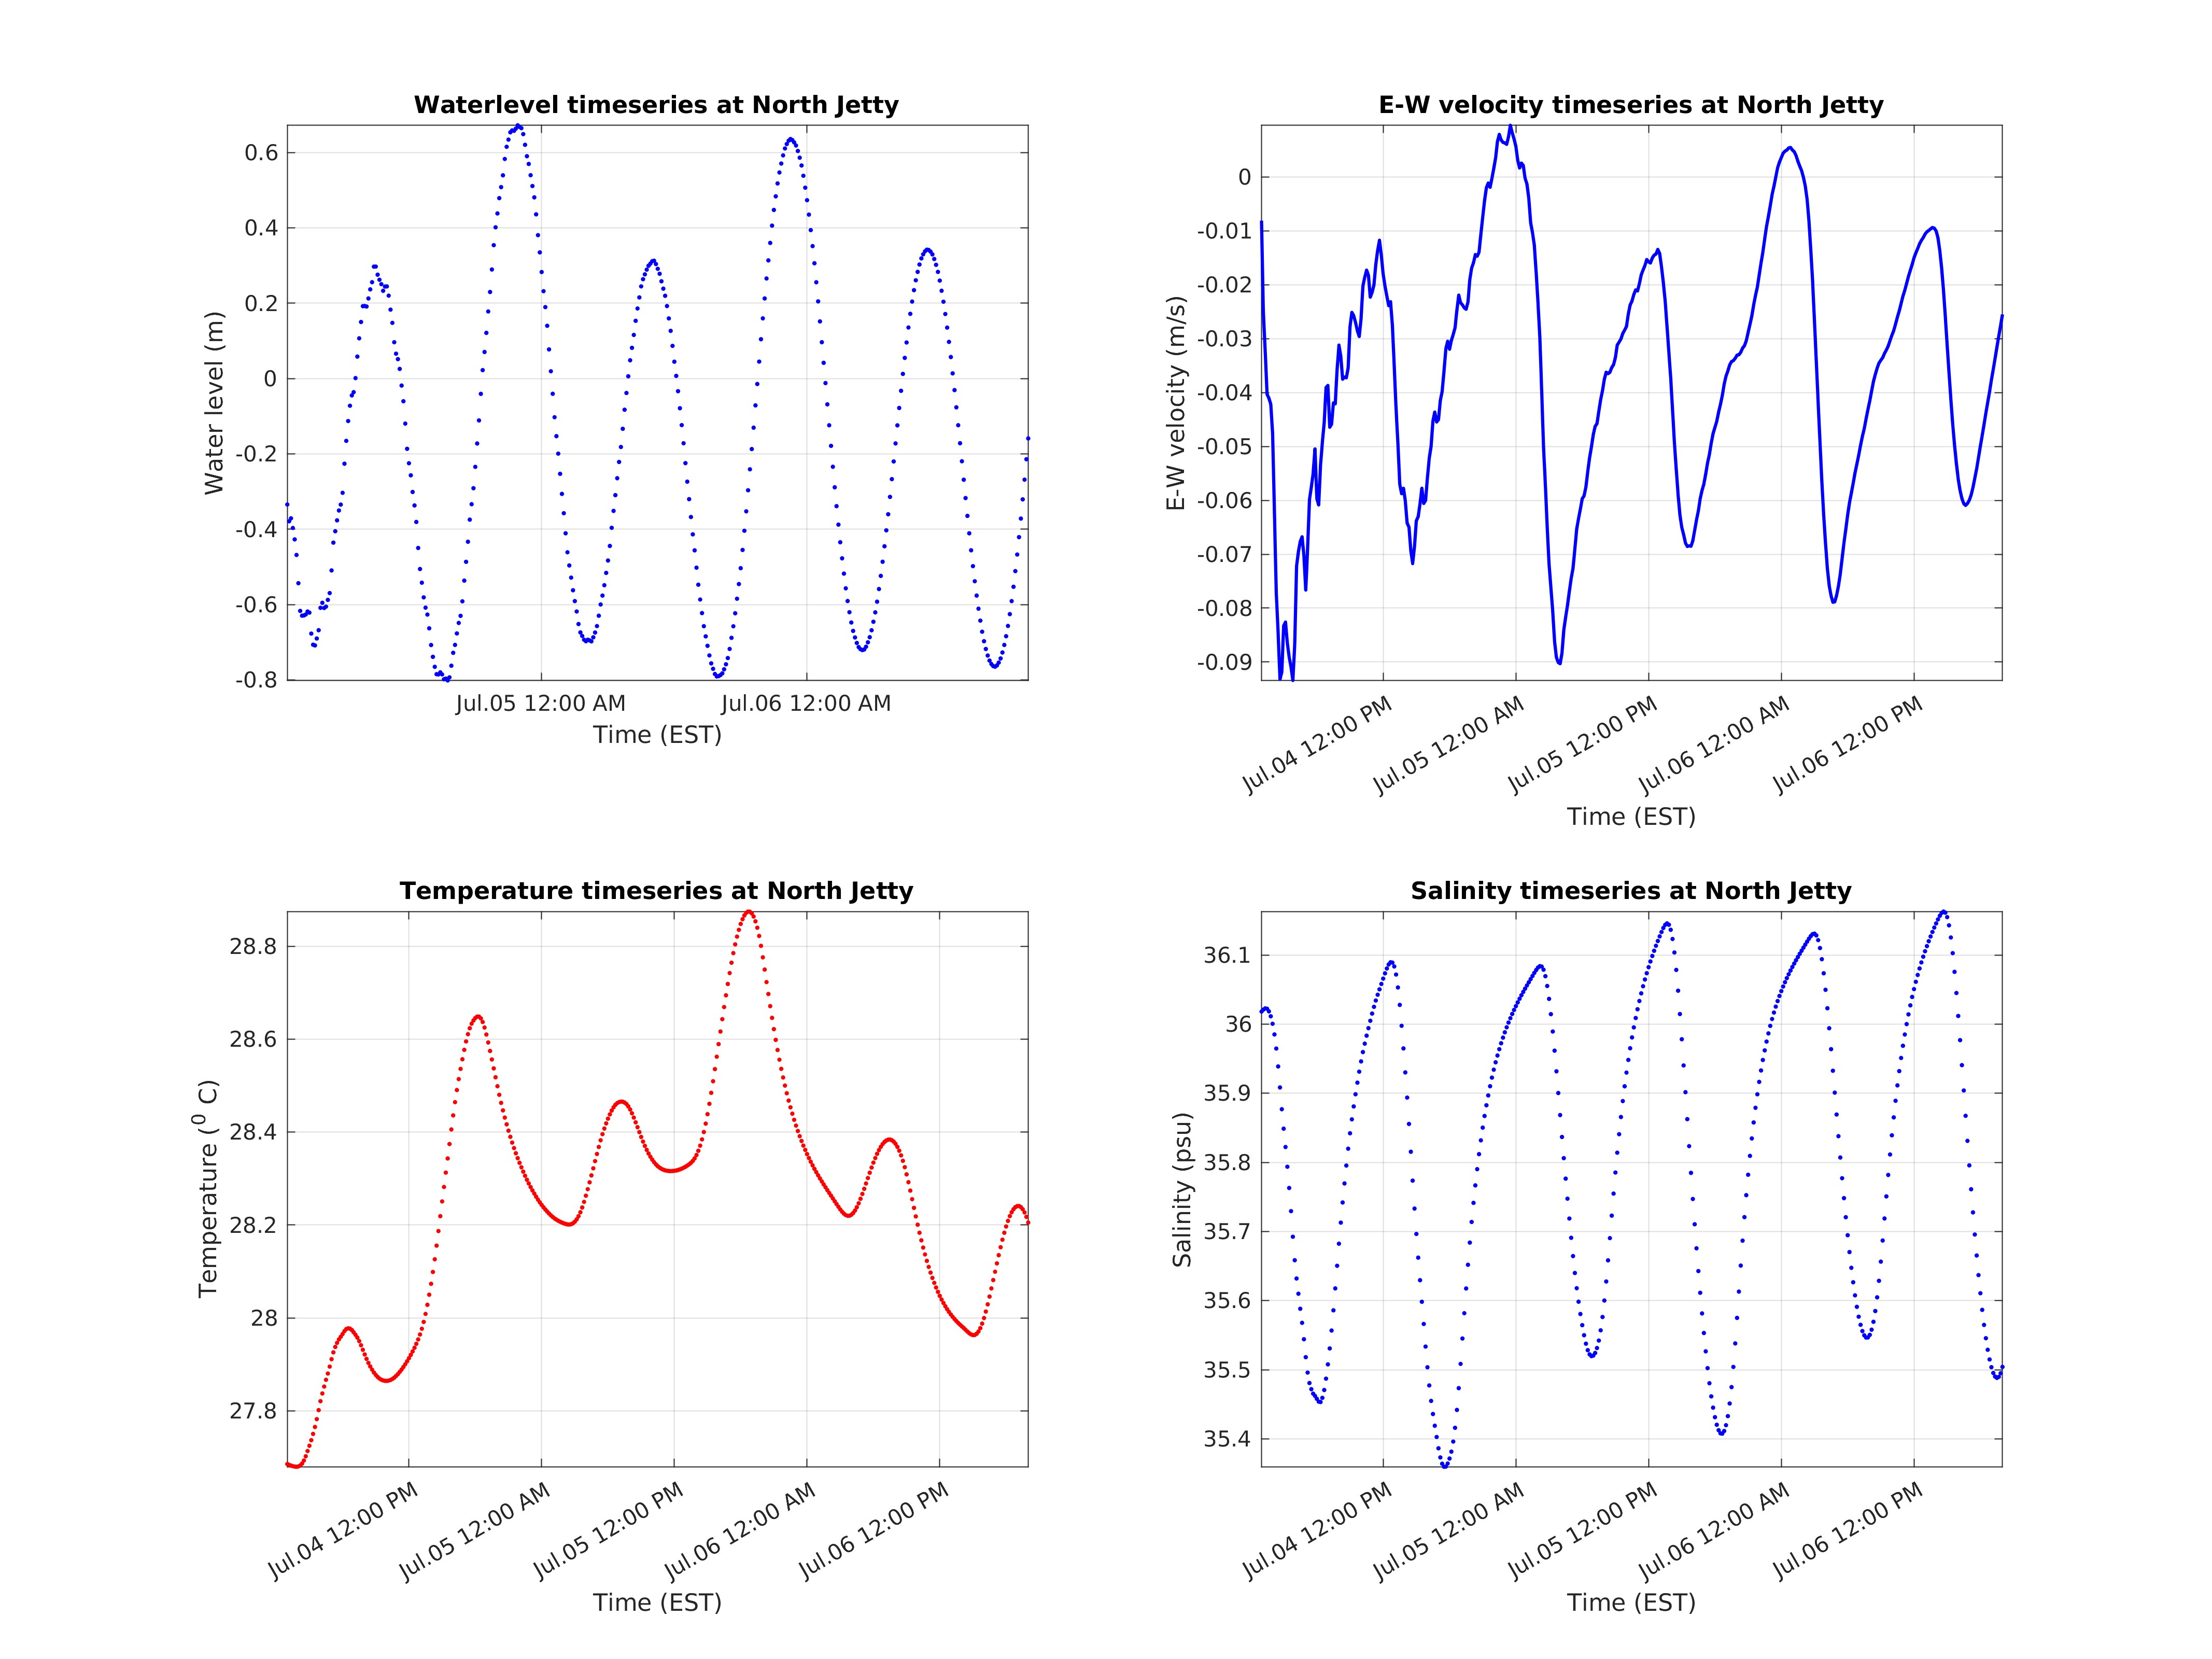 Waterlevel timeseries at North Jetty
0.6
0.4
0.2
0
-0.2
-0.4
-0.6
-0.8
Water level (m)
Jul.05 12:00 AM
Jul.06 12:00 AM
Time (EST)
E-W velocity timeseries at North Jetty
0
-0.01
-0.02
-0.03
-0.04
-0.05
-0.06
-0.07
-0.08
-0.09
E-W velocity (m/s)
Jul.04 12:00 PM
Jul.05 12:00 AM
Jul.05 12:00 PM
Jul.06 12:00 AM
Jul.06 12:00 PM
Time (EST)
Temperature timeseries at North Jetty
28.8
28.6
28.4
28.2
28
27.8
Temperature (⁰ C)
Jul.04 12:00 PM
Jul.05 12:00 AM
Jul.05 12:00 PM
Jul.06 12:00 AM
Jul.06 12:00 PM
Time (EST)
Salinity timeseries at North Jetty
36.1
36
35.9
35.8
35.7
35.6
35.5
35.4
Salinity (psu)
Jul.04 12:00 PM
Jul.05 12:00 AM
Jul.05 12:00 PM
Jul.06 12:00 AM
Jul.06 12:00 PM
Time (EST)